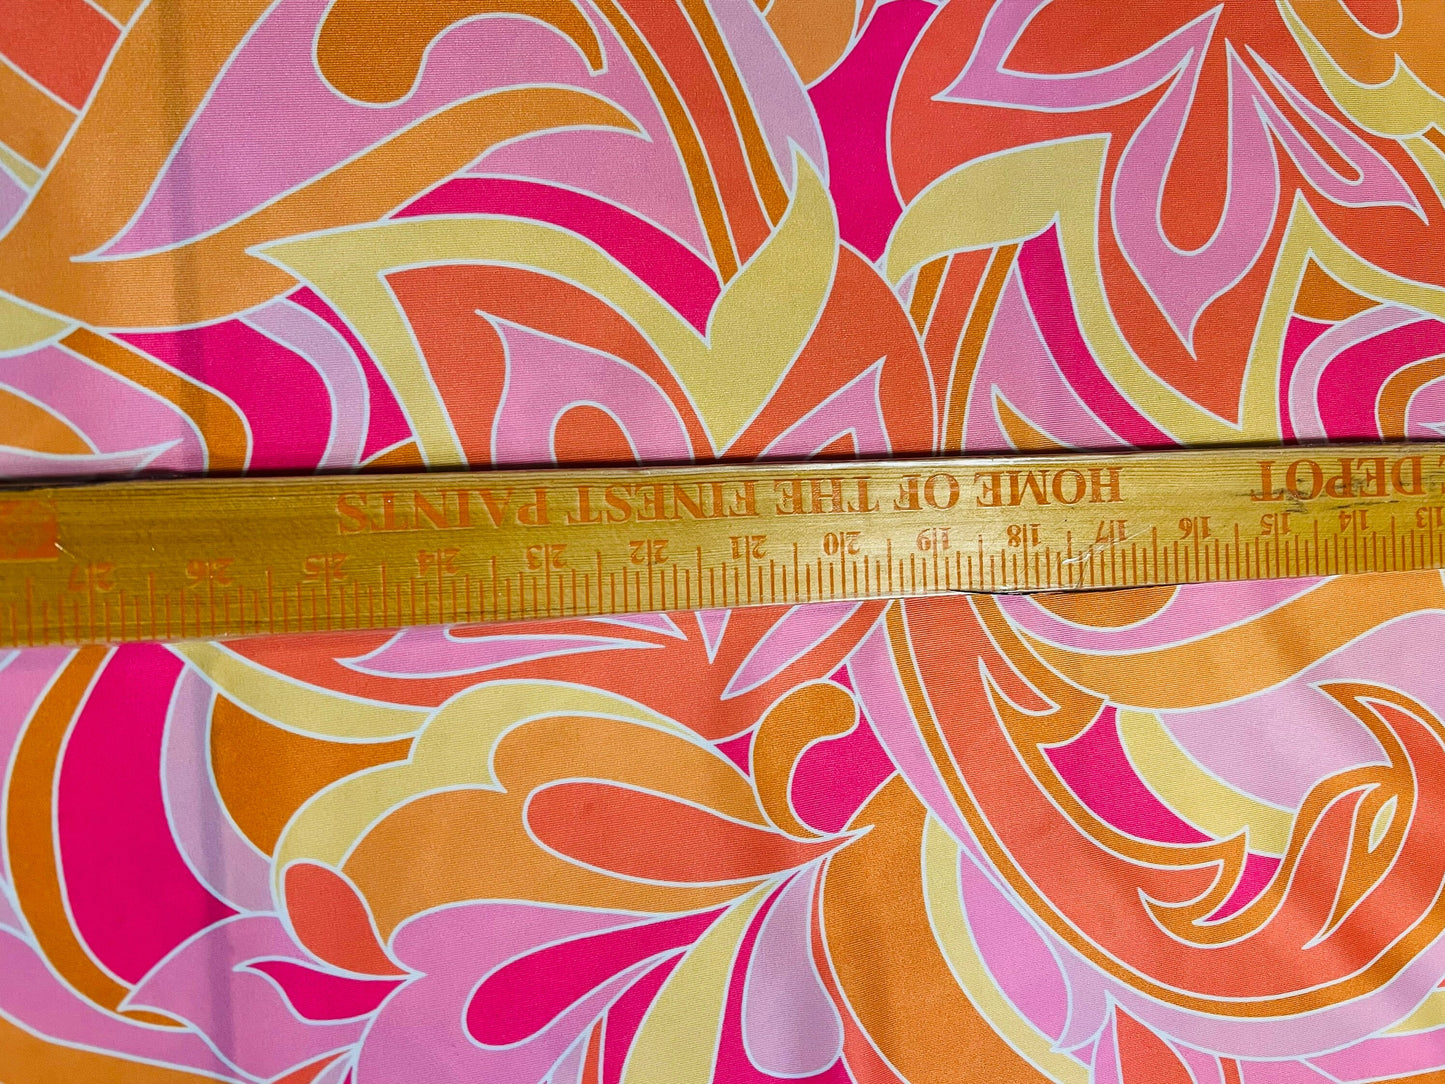 13 14 15 16 17 18 19 20 21 22 23 24 25 26 27
DEPOT HOME OF THE FINEST PAINTS